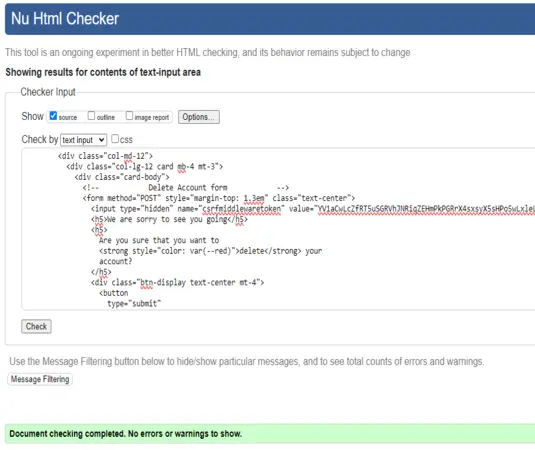 Nu Html Checker
This tool is an ongoing experiment in better HTML checking, and its behavior remains subject to change
Showing results for contents of text-input area
Checker Input
Show source outline image report Options...
Check by text input css
<div class="col-md-12">
<div class="col-lg-12 card mb-4 mt-3">
<div class="card-body">
<!-- Delete Account form -->
<form method="POST" style="margin-top: 1.3em" class="text-center">
<input type="hidden" name="csrfmiddlewaretoken" value="
<h5>We are sorry to see you going</h5>
<h5>
Are you sure that you want to
<strong style="color: var(--red)">delete</strong> your
account?
</h5>
<div class="btn-display text-center mt-4">
<button
type="submit"
Check
Use the Message Filtering button below to hide/show particular messages, and to see total counts of errors and warnings.
Message Filtering
Document checking completed. No errors or warnings to show.